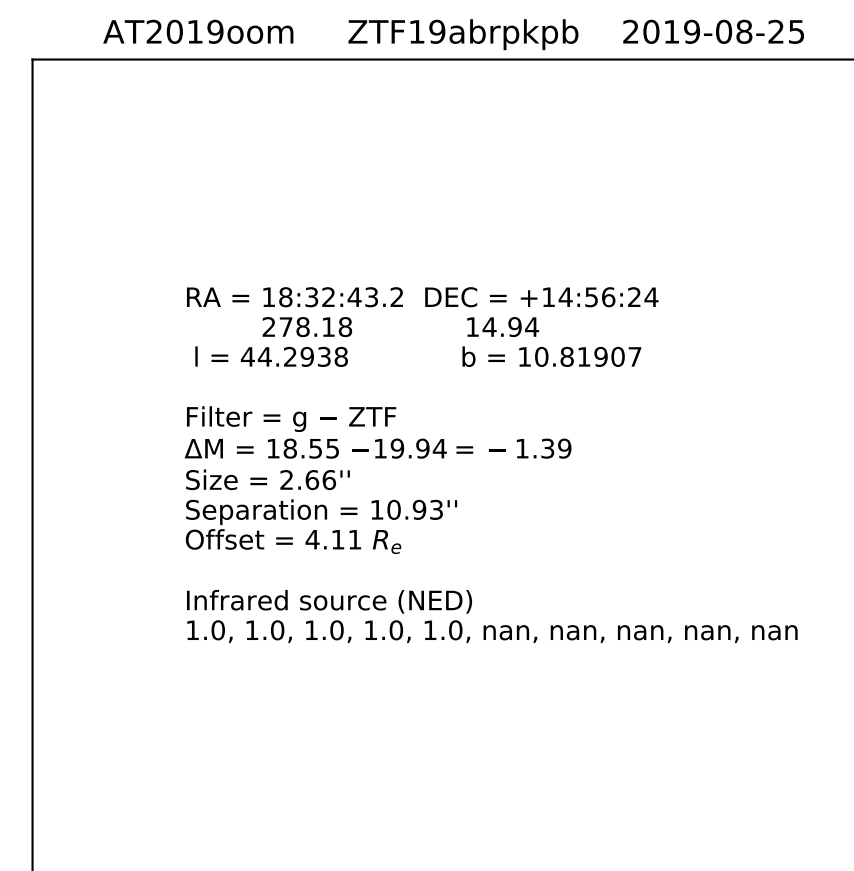 AT2019oom ZTF19abrpkpb 2019-08-25
RA = 18:32:43.2 DEC = +14:56:24
278.18 14.94
l = 44.2938 b = 10.81907
Filter = g − ZTF
ΔM = 18.55 −19.94 = − 1.39
Size = 2.66''
Separation = 10.93''
Offset = 4.11 Re
Infrared source (NED)
1.0, 1.0, 1.0, 1.0, 1.0, nan, nan, nan, nan, nan